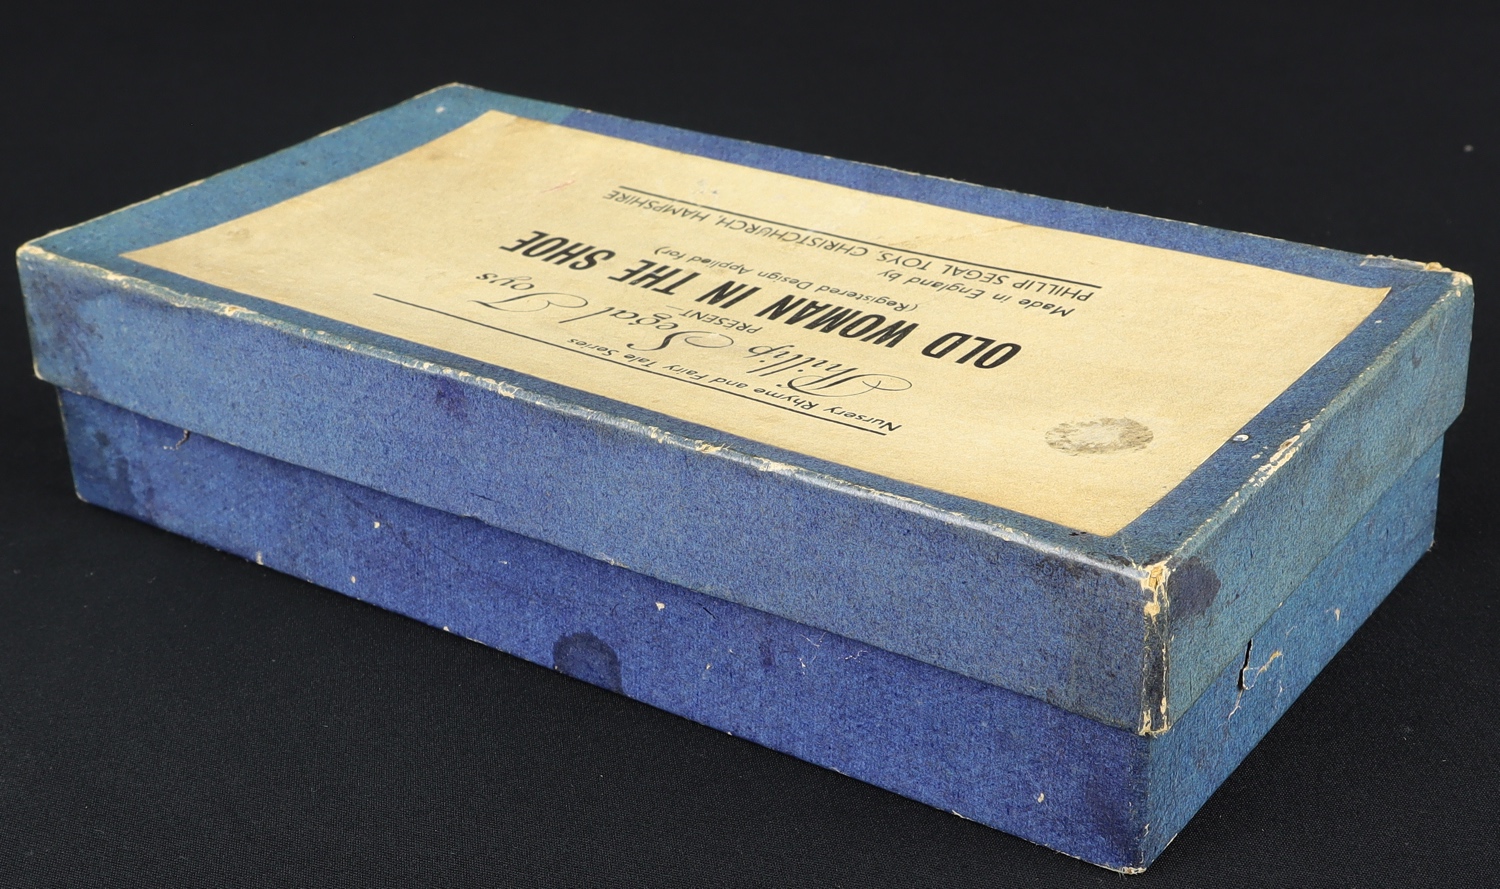 Nursery Rhyme and Fairy Tale Series
Phillip Segal Toys
PRESENT—
OLD WOMAN IN THE SHOE
(Registered Design Applied for)
Made in England by
PHILLIP SEGAL TOYS, CHRISTCHURCH, HAMPSHIRE